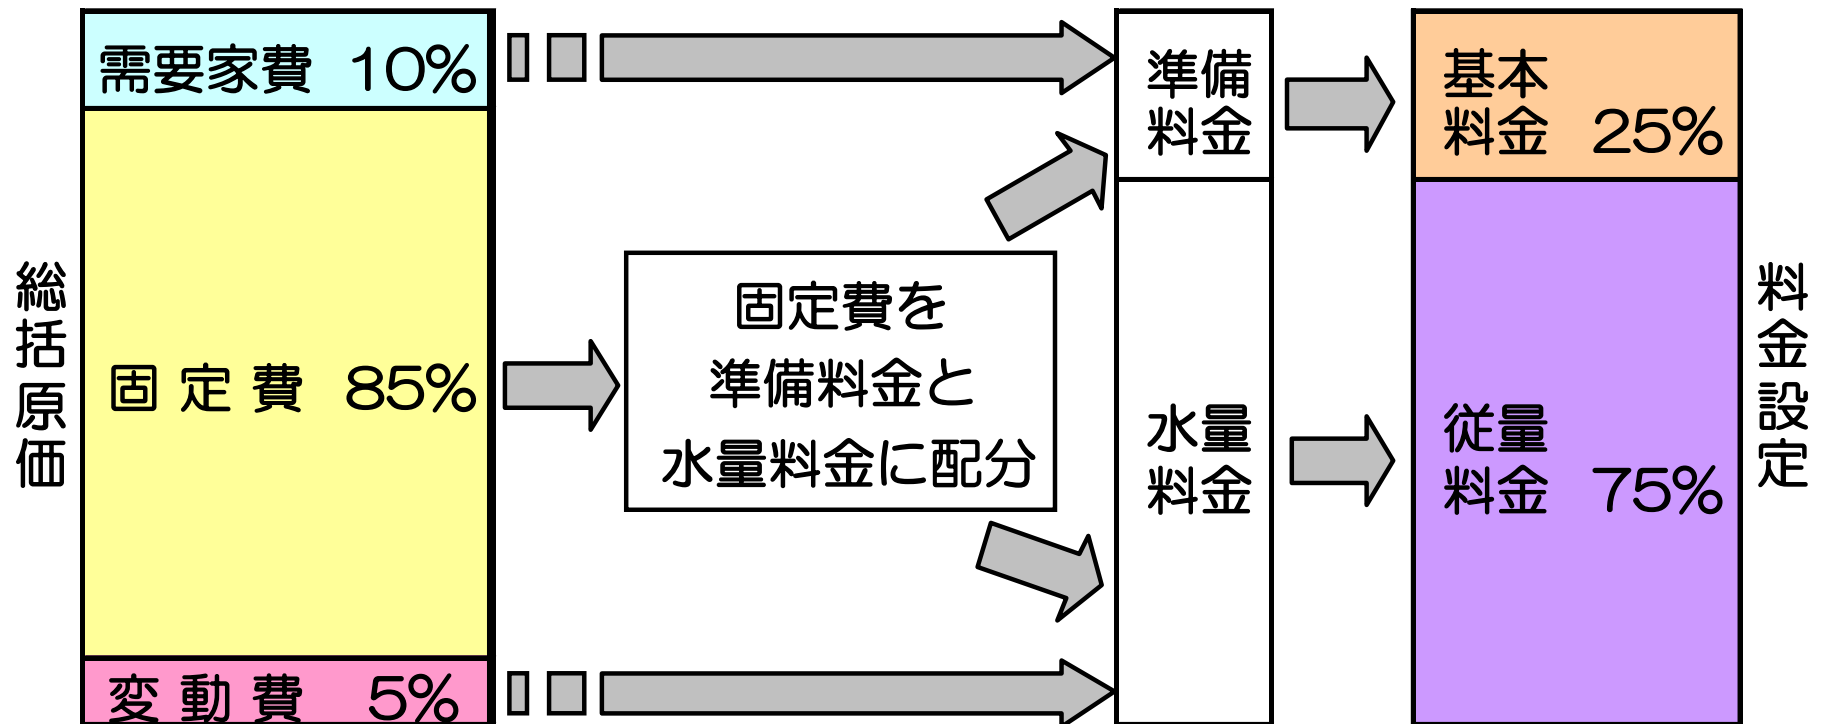 総括原価
需要家費 10%
固定費 85%
変動費 5%
固定費を
準備料金と
水量料金に配分
準備
料金
水量
料金
基本
料金 25%
従量
料金 75%
料金設定